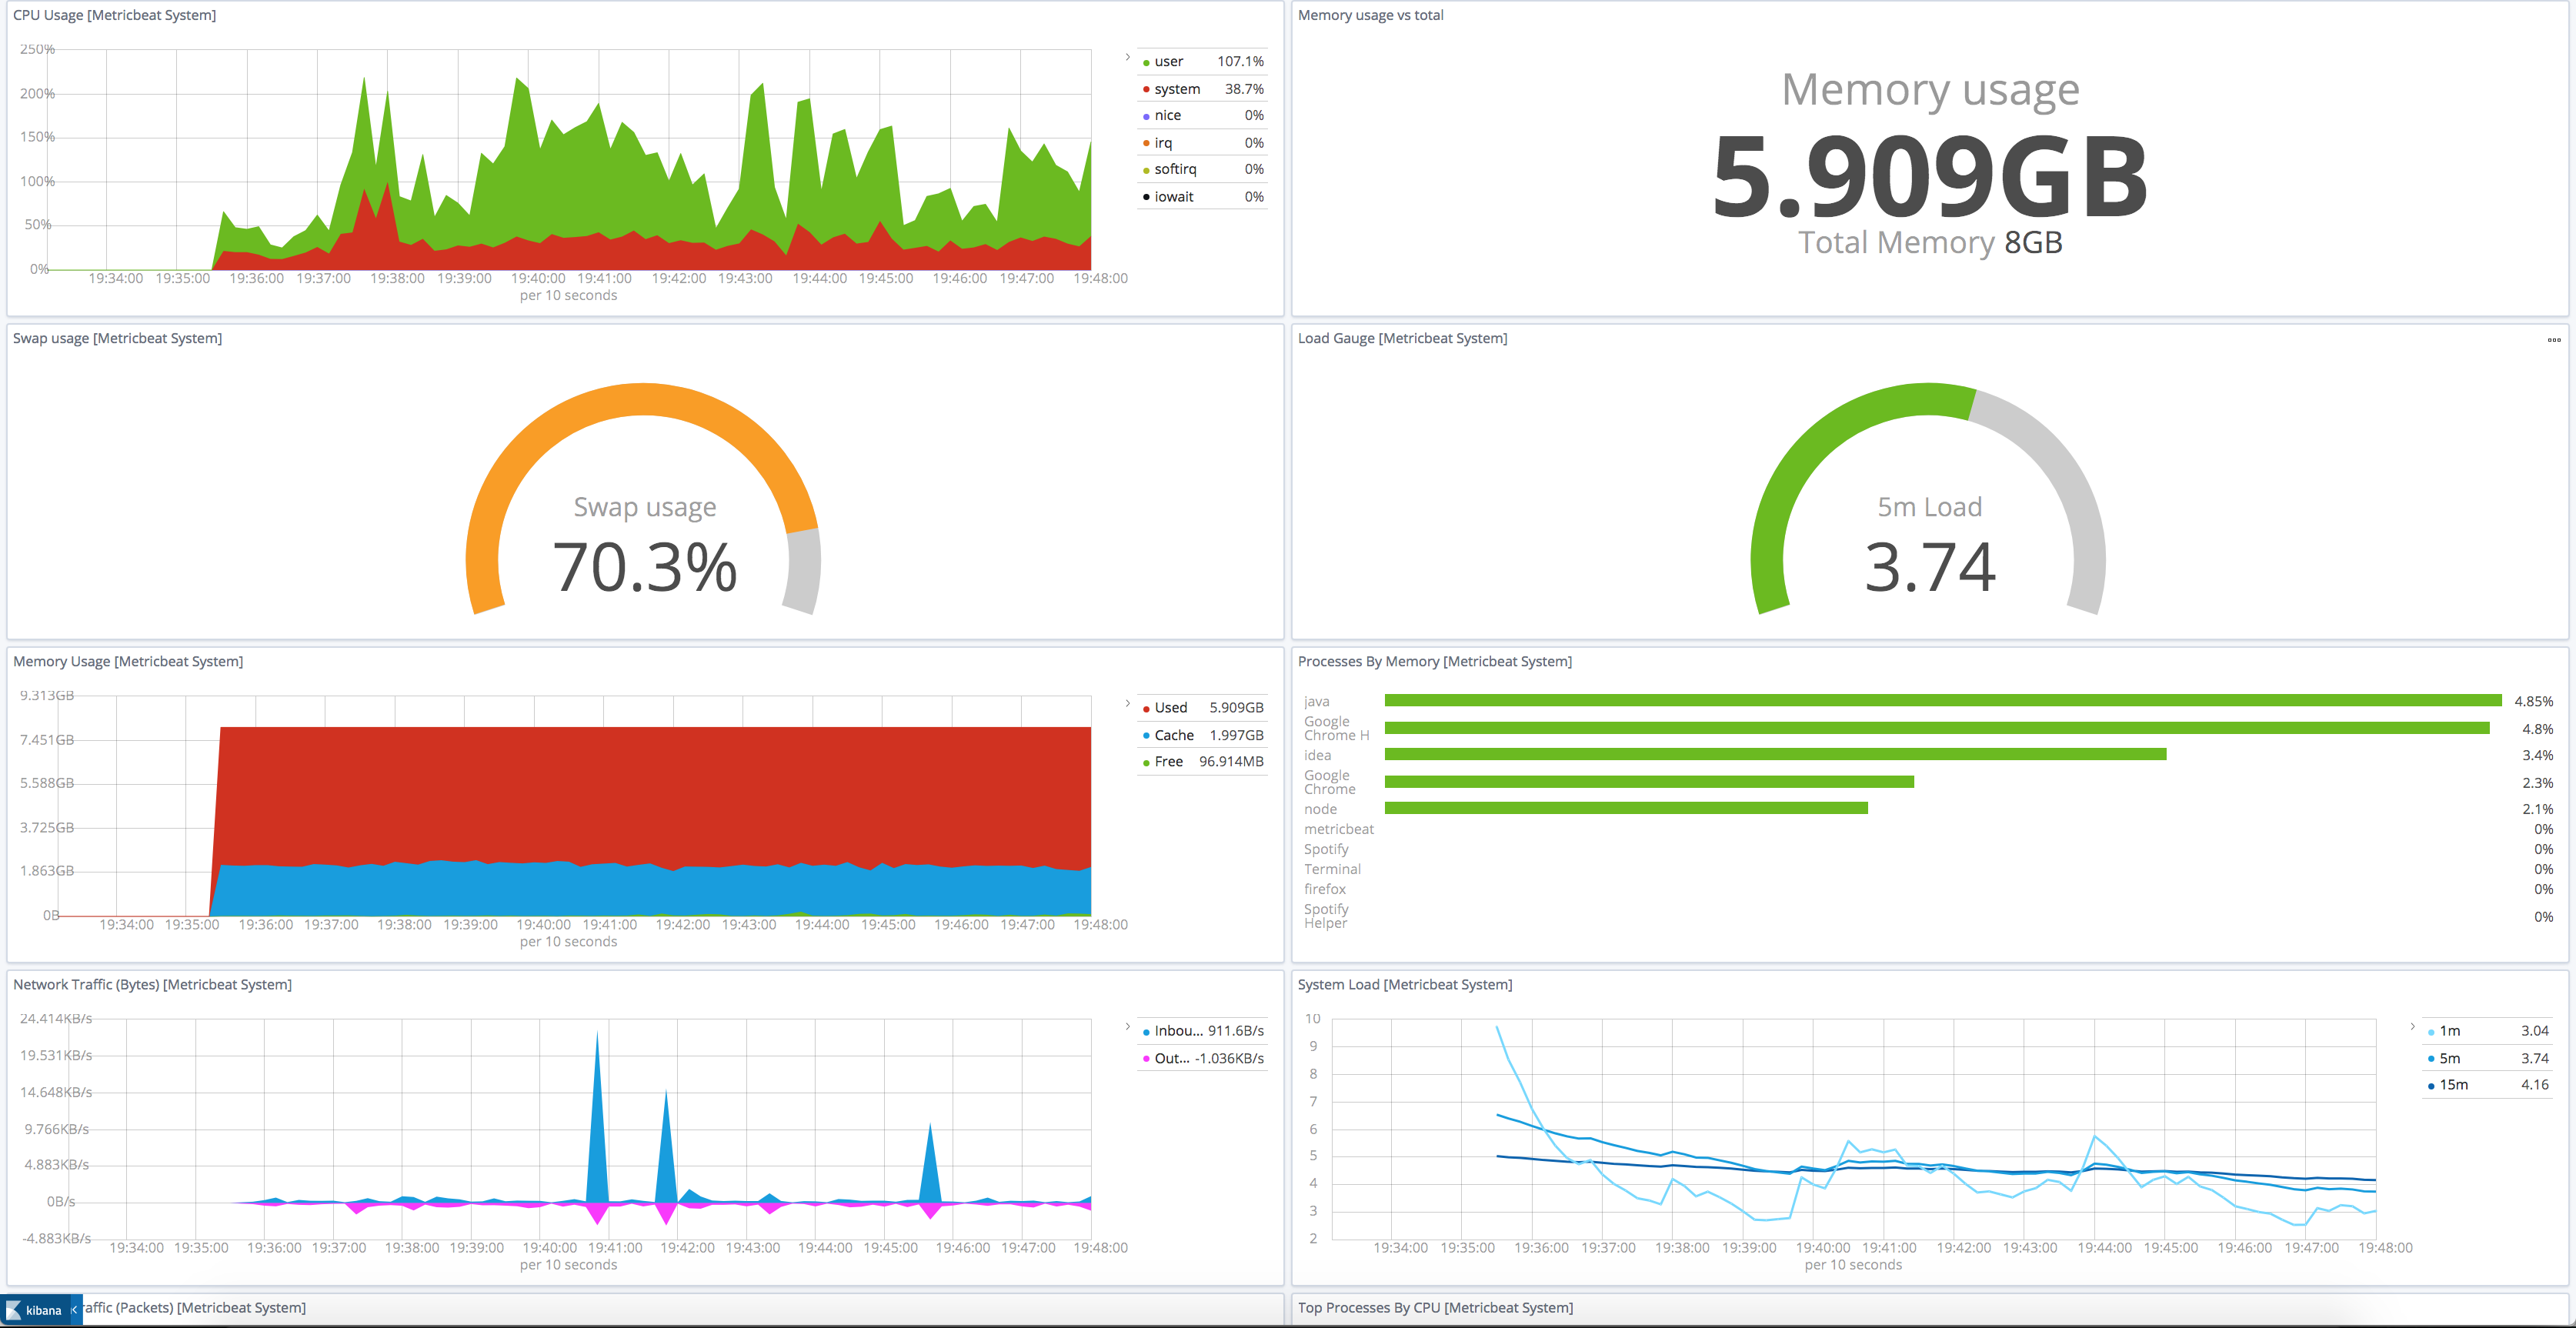 CPU Usage [Metricbeat System]
250%
200%
150%
100%
50%
0%
19:34:00 19:35:00 19:36:00 19:37:00 19:38:00 19:39:00 19:40:00 19:41:00 19:42:00 19:43:00 19:44:00 19:45:00 19:46:00 19:47:00 19:48:00
per 10 seconds
user 107.1%
system 38.7%
nice 0%
irq 0%
softirq 0%
iowait 0%
Memory usage vs total
Memory usage
5.909GB
Total Memory 8GB
Swap usage [Metricbeat System]
Swap usage
70.3%
Load Gauge [Metricbeat System]
5m Load
3.74
Memory Usage [Metricbeat System]
9.313GB
7.451GB
5.588GB
3.725GB
1.863GB
0B
19:34:00 19:35:00 19:36:00 19:37:00 19:38:00 19:39:00 19:40:00 19:41:00 19:42:00 19:43:00 19:44:00 19:45:00 19:46:00 19:47:00 19:48:00
per 10 seconds
Used 5.909GB
Cache 1.997GB
Free 96.914MB
Processes By Memory [Metricbeat System]
java 4.85%
Google
Chrome H 4.8%
idea 3.4%
Google
Chrome 2.3%
node 2.1%
metricbeat 0%
Spotify 0%
Terminal 0%
firefox 0%
Spotify
Helper 0%
Network Traffic (Bytes) [Metricbeat System]
24.414KB/s
19.531KB/s
14.648KB/s
9.766KB/s
4.883KB/s
0B/s
-4.883KB/s
19:34:00 19:35:00 19:36:00 19:37:00 19:38:00 19:39:00 19:40:00 19:41:00 19:42:00 19:43:00 19:44:00 19:45:00 19:46:00 19:47:00 19:48:00
per 10 seconds
Inbou... 911.6B/s
Out... -1.036KB/s
System Load [Metricbeat System]
10
9
8
7
6
5
4
3
2
19:34:00 19:35:00 19:36:00 19:37:00 19:38:00 19:39:00 19:40:00 19:41:00 19:42:00 19:43:00 19:44:00 19:45:00 19:46:00 19:47:00 19:48:00
per 10 seconds
1m 3.04
5m 3.74
15m 4.16
kibana
raffic (Packets) [Metricbeat System]
Top Processes By CPU [Metricbeat System]